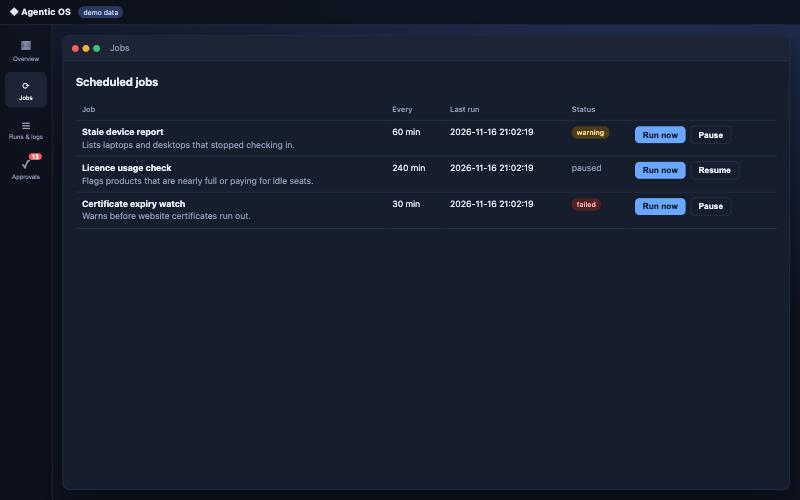 ◆ Agentic OS demo data
Overview
Jobs
Runs & logs
13
Approvals
Jobs
Scheduled jobs
Job Every Last run Status
Stale device report 60 min 2026-11-16 21:02:19 warning Run now Pause
Lists laptops and desktops that stopped checking in.
Licence usage check 240 min 2026-11-16 21:02:19 paused Run now Resume
Flags products that are nearly full or paying for idle seats.
Certificate expiry watch 30 min 2026-11-16 21:02:19 failed Run now Pause
Warns before website certificates run out.